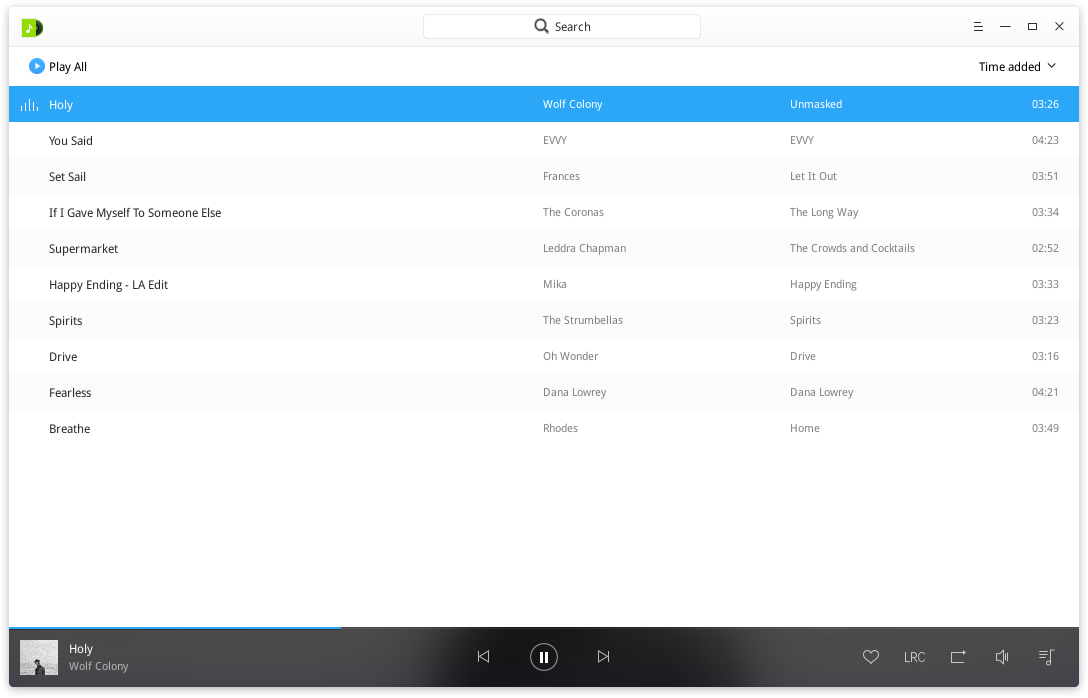 Search
Play All Time added
Holy Wolf Colony Unmasked 03:26
You Said EVVY EVVY 04:23
Set Sail Frances Let It Out 03:51
If I Gave Myself To Someone Else The Coronas The Long Way 03:34
Supermarket Leddra Chapman The Crowds and Cocktails 02:52
Happy Ending - LA Edit Mika Happy Ending 03:33
Spirits The Strumbellas Spirits 03:23
Drive Oh Wonder Drive 03:16
Fearless Dana Lowrey Dana Lowrey 04:21
Breathe Rhodes Home 03:49
Holy
Wolf Colony
LRC